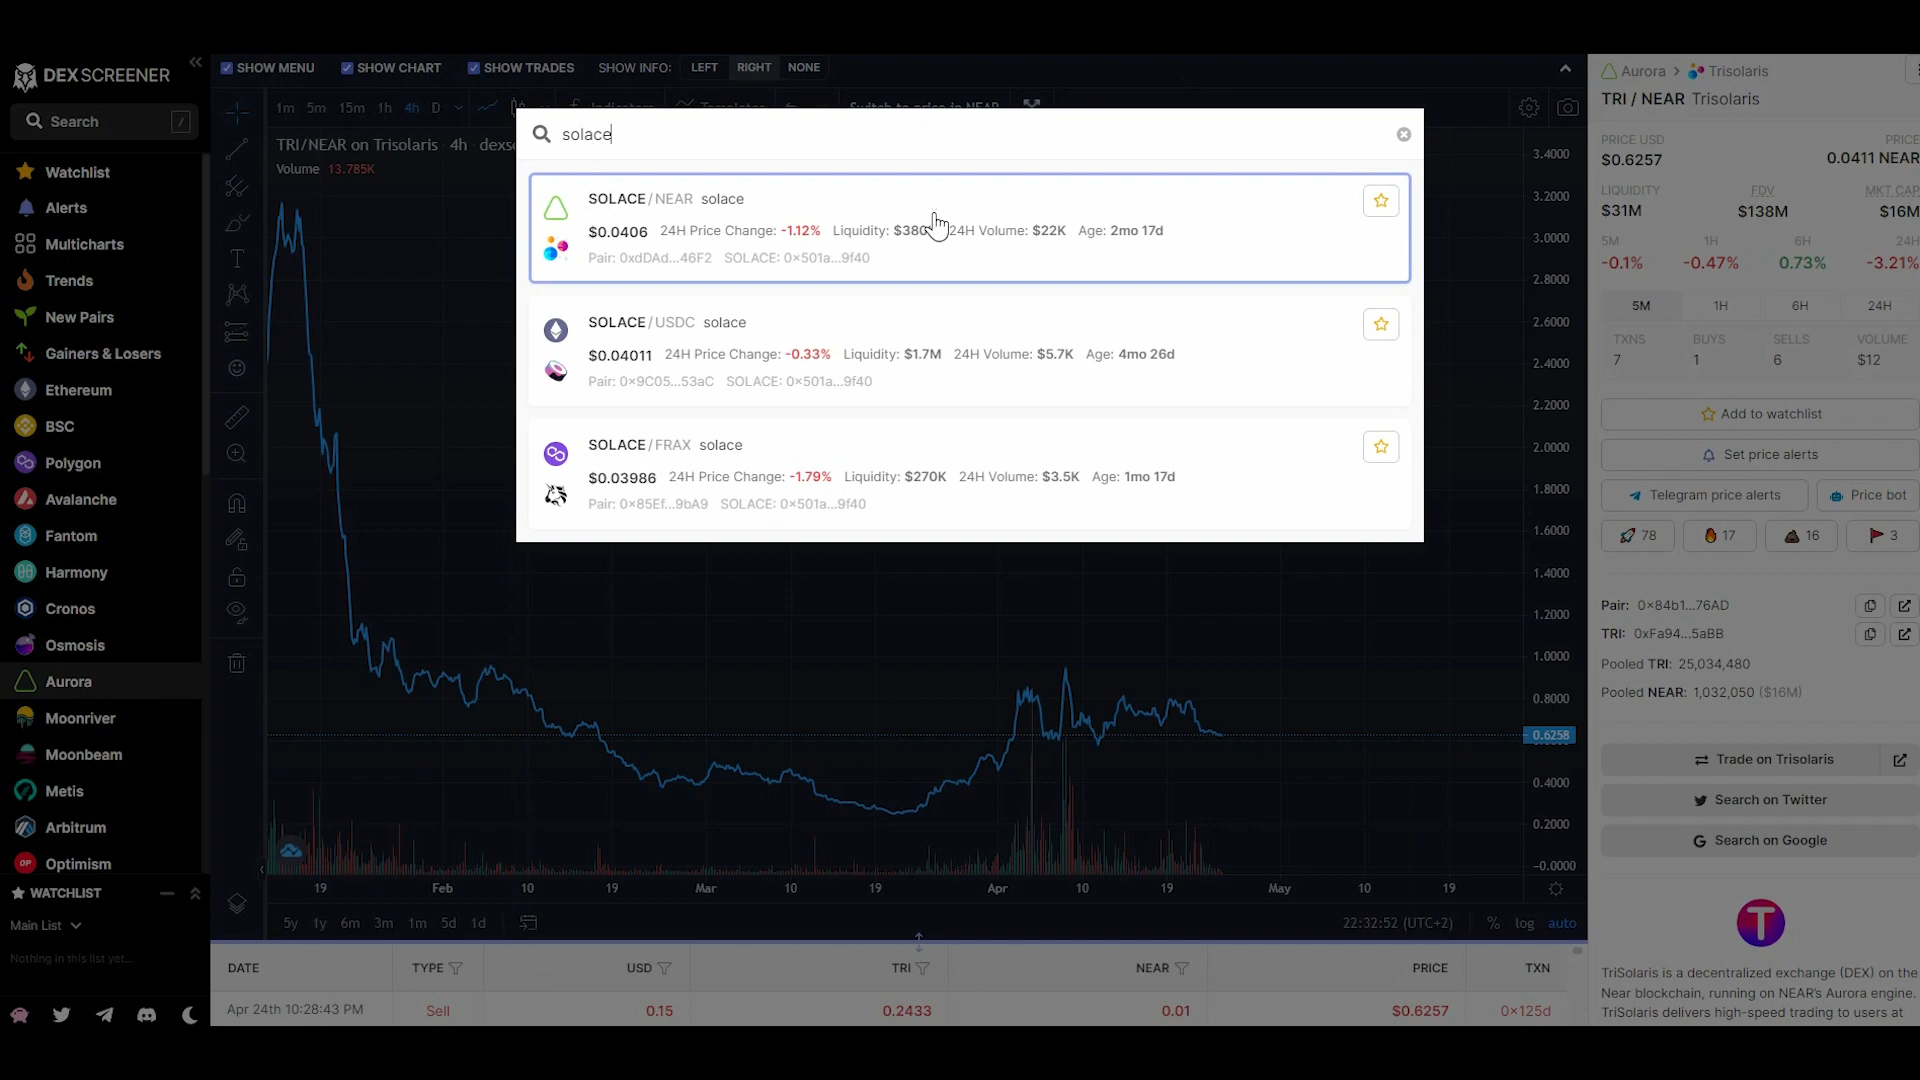 DEXSCREENER
Search /
Watchlist
Alerts
Multicharts
Trends
New Pairs
Gainers & Losers
Ethereum
BSC
Polygon
Avalanche
Fantom
Harmony
Cronos
Osmosis
Aurora
Moonriver
Moonbeam
Metis
Arbitrum
OP Optimism
WATCHLIST
Main List
Nothing in this list yet...
SHOW MENU SHOW CHART SHOW TRADES SHOW INFO: LEFT RIGHT NONE
1m 5m 15m 1h 4h D Indicators Templates Switch to price in NEAR
TRI/NEAR on Trisolaris 4h
Volume 13.785K
solace
SOLACE/NEAR solace
$0.0406 24H Price Change: -1.12% Liquidity: 24H Volume: $22K Age: 2mo 17d
Pair: 0xdDAd...46F2 SOLACE: 0x501a...9f40
SOLACE/USDC solace
$0.04011 24H Price Change: -0.33% Liquidity: $1.7M 24H Volume: $5.7K Age: 4mo 26d
Pair: 0x9C05...53aC SOLACE: 0x501a...9f40
SOLACE/FRAX solace
$0.03986 24H Price Change: -1.79% Liquidity: $270K 24H Volume: $3.5K Age: 1mo 17d
Pair: 0x85Ef...9bA9 SOLACE: 0x501a...9f40
3.4000
3.2000
3.0000
2.8000
2.6000
2.4000
2.2000
2.0000
1.8000
1.6000
1.4000
1.2000
1.0000
0.8000
0.6258
0.4000
0.2000
-0.0000
19 Feb 10 19 Mar 10 19 Apr 10 19 May 10 19
5y 1y 6m 3m 1m 5d 1d 22:32:52 (UTC+2) % log auto
DATE TYPE USD TRI NEAR PRICE TXN
Apr 24th 10:28:43 PM Sell 0.15 0.2433 0.01 $0.6257 0x125d
Aurora > Trisolaris
TRI / NEAR Trisolaris
PRICE USD PRICE
$0.6257 0.0411 NEAR
LIQUIDITY FDV MKT CAP
$31M $138M $16M
5M 1H 6H 24H
-0.1% -0.47% 0.73% -3.21%
5M 1H 6H 24H
TXNS BUYS SELLS VOLUME
7 1 6 $12
Add to watchlist
Set price alerts
Telegram price alerts Price bot
78 17 16 3
Pair: 0x84b1...76AD
TRI: 0xFa94...5aBB
Pooled TRI: 25,034,480
Pooled NEAR: 1,032,050 ($16M)
Trade on Trisolaris
Search on Twitter
Search on Google
T
TriSolaris is a decentralized exchange (DEX) on the
Near blockchain, running on NEAR's Aurora engine.
TriSolaris delivers high-speed trading to users at